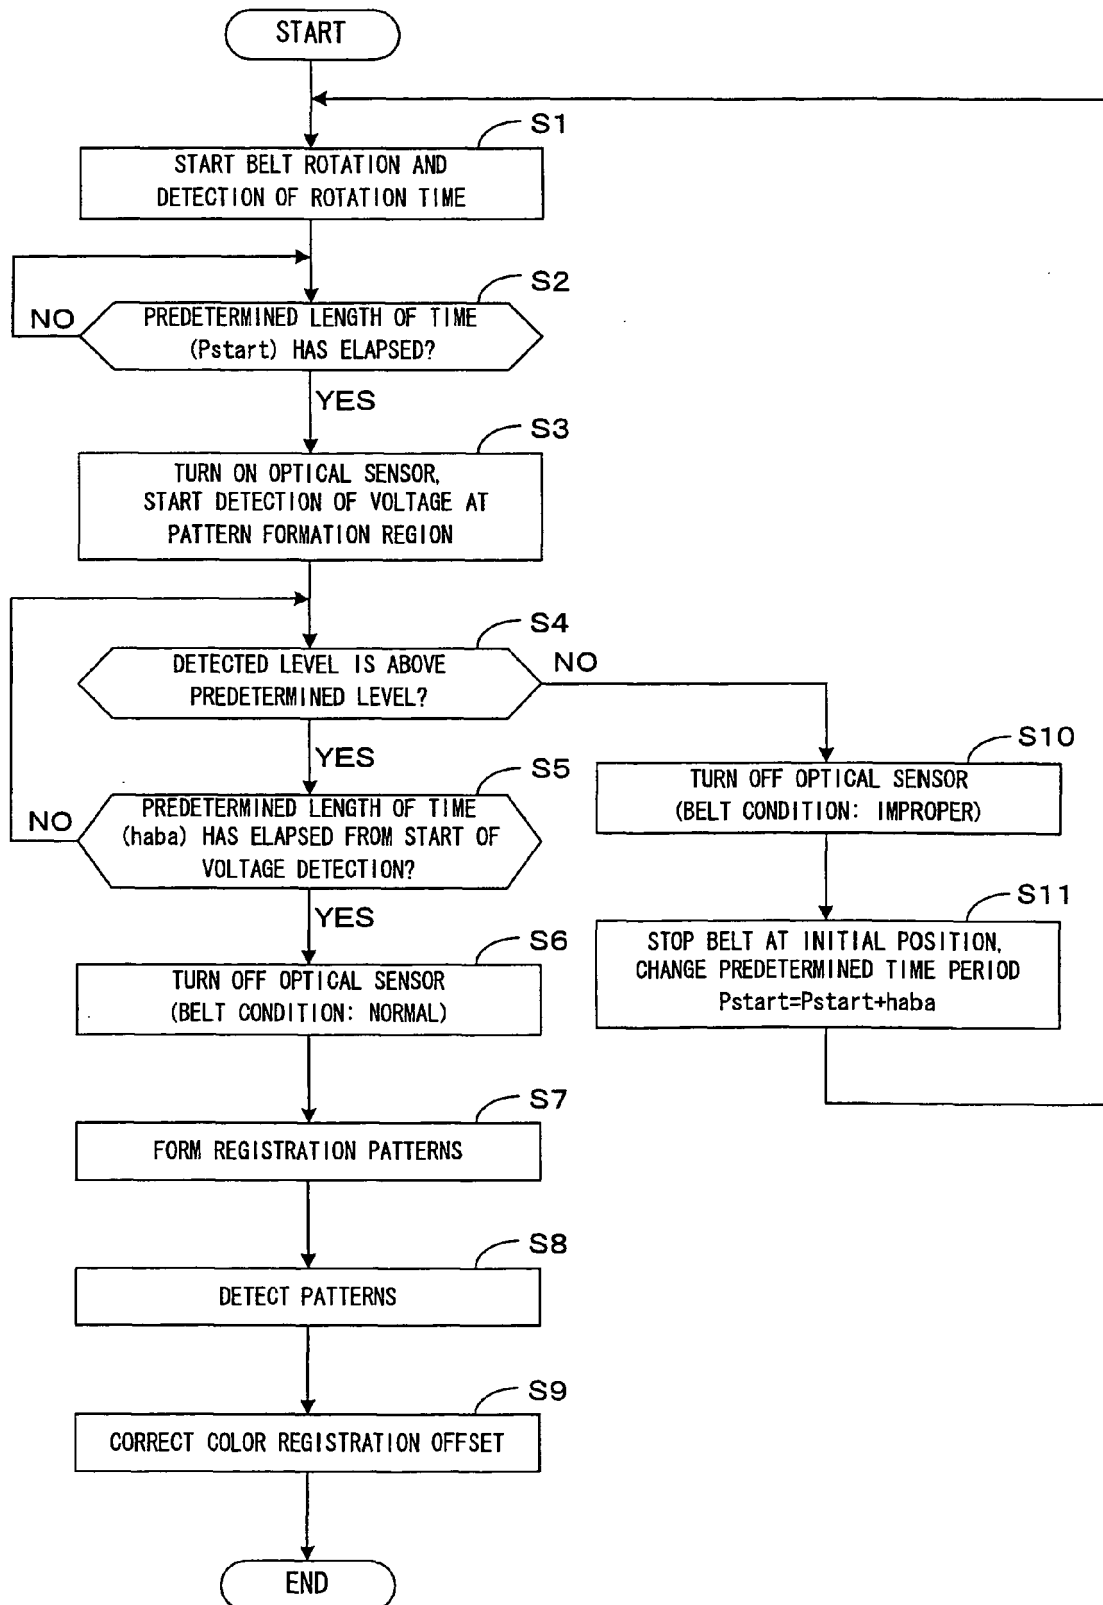 START
S1
START BELT ROTATION AND
DETECTION OF ROTATION TIME
S2
NO
PREDETERMINED LENGTH OF TIME
(Pstart) HAS ELAPSED?
YES
S3
TURN ON OPTICAL SENSOR,
START DETECTION OF VOLTAGE AT
PATTERN FORMATION REGION
S4
DETECTED LEVEL IS ABOVE
PREDETERMINED LEVEL?
NO
YES
S5
NO
PREDETERMINED LENGTH OF TIME
(haba) HAS ELAPSED FROM START OF
VOLTAGE DETECTION?
YES
S6
TURN OFF OPTICAL SENSOR
(BELT CONDITION: NORMAL)
S7
FORM REGISTRATION PATTERNS
S8
DETECT PATTERNS
S9
CORRECT COLOR REGISTRATION OFFSET
END
S10
TURN OFF OPTICAL SENSOR
(BELT CONDITION: IMPROPER)
S11
STOP BELT AT INITIAL POSITION,
CHANGE PREDETERMINED TIME PERIOD
Pstart=Pstart+haba